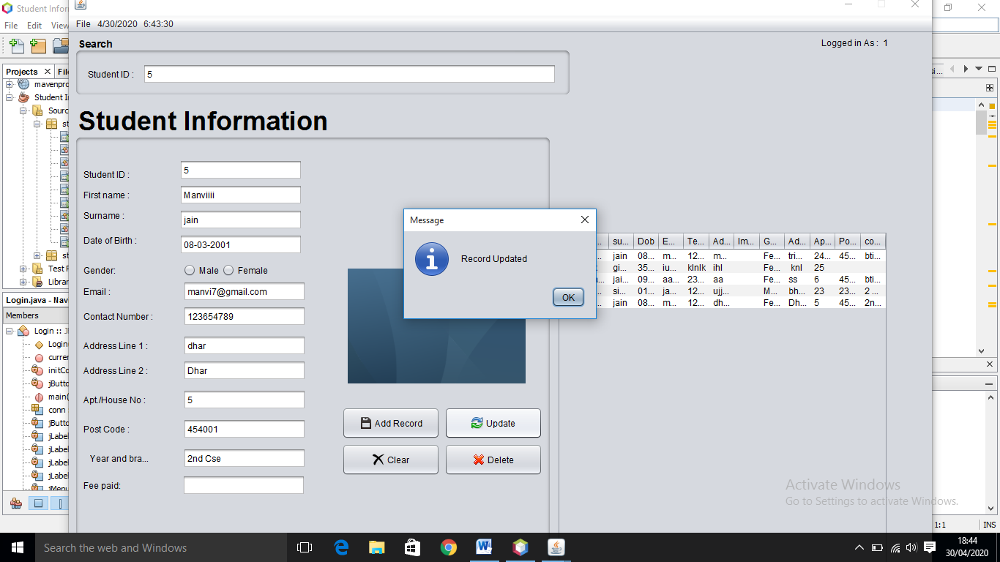 Student Inform
File Edit View
File 4/30/2020 6:43:30
Search
Logged in As : 1
Student ID : 5
Projects
mavenpro
Student In
Sourc
st
st
Test P
Librar
Login.java - Navi
Members
Login :: J
Login(
curren
initCo
jButto
main(
conn :
jButto
jLabel
jLabel
jLabel
jLabel
jMenu
Student Information
Student ID : 5
First name : Manviiii
Surname : jain
Date of Birth : 08-03-2001
Gender: Male Female
Email : manvi7@gmail.com
Contact Number : 123654789
Address Line 1 : dhar
Address Line 2 : Dhar
Apt./House No : 5
Post Code : 454001
Year and bra... 2nd Cse
Fee paid:
Message
Record Updated
OK
Add Record Update
Clear Delete
... su... Dob E... Te... Ad... Im... G... Ad... Ap... Po... co...
... jain 08... m... 12... m... Fe... tri... 24... 45... bti...
gi... 35... iu... klnlk ihl Fe... knl 25
... jai... 09... aa... 23... aa Fe... ss 6 45... bti...
... si... 01... ja... 12... ujj... M... bh... 23 23... 2 ...
... jain 08... m... 12... dh... Fe... Dh... 5 45... 2n...
Activate Windows
Go to Settings to activate Windows.
1:1 INS
Search the web and Windows
18:44
30/04/2020